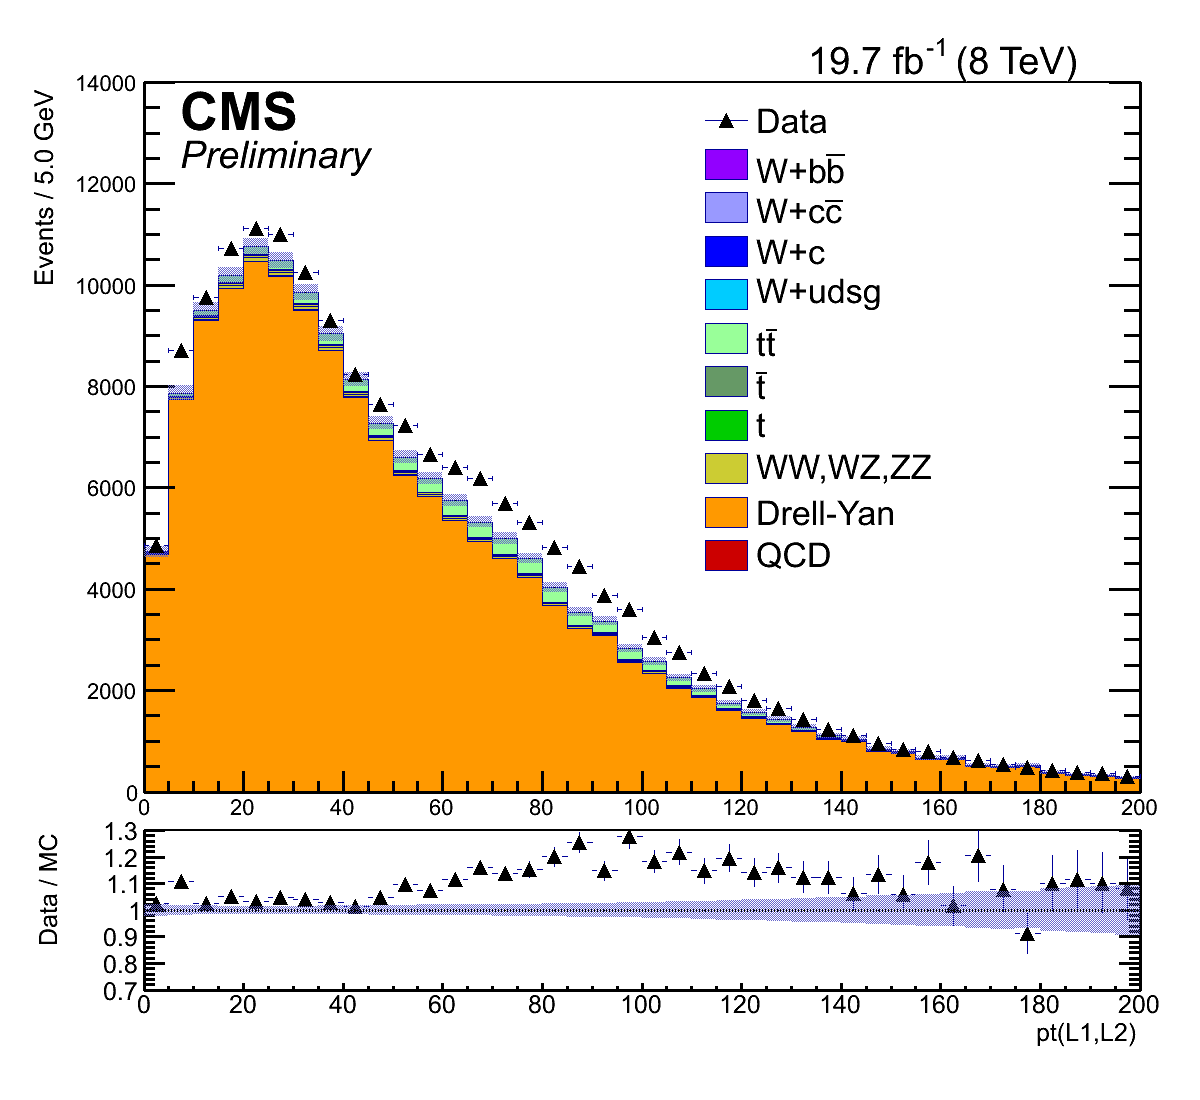 19.7 fb⁻¹ (8 TeV)
14000
12000
10000
8000
6000
4000
2000
0
Events / 5.0 GeV
CMS
Preliminary
Data
W+bb̅
W+cc̅
W+c
W+udsg
tt̅
t̅
t
WW,WZ,ZZ
Drell-Yan
QCD
0 20 40 60 80 100 120 140 160 180 200
Data / MC
1.3
1.2
1.1
1
0.9
0.8
0.7
0 20 40 60 80 100 120 140 160 180 200
pt(L1,L2)